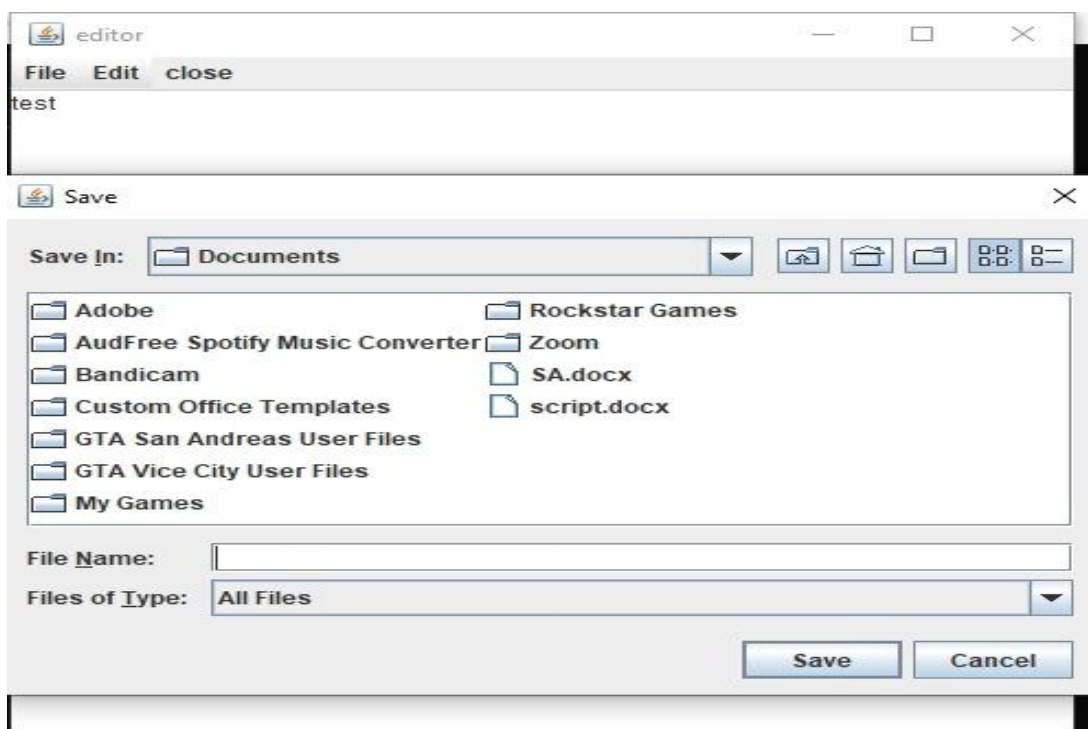 editor
File Edit close
test
Save
Save In: Documents
Adobe
AudFree Spotify Music Converter
Bandicam
Custom Office Templates
GTA San Andreas User Files
GTA Vice City User Files
My Games
Rockstar Games
Zoom
SA.docx
script.docx
File Name:
Files of Type: All Files
Save Cancel